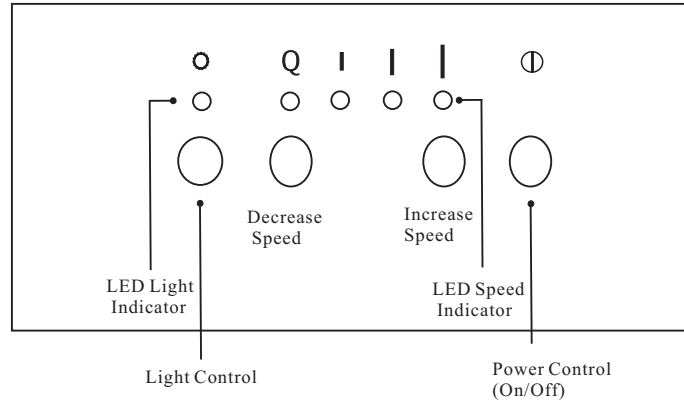 Q
Decrease
Speed
Increase
Speed
LED Light
Indicator
LED Speed
Indicator
Light Control
Power Control
(On/Off)